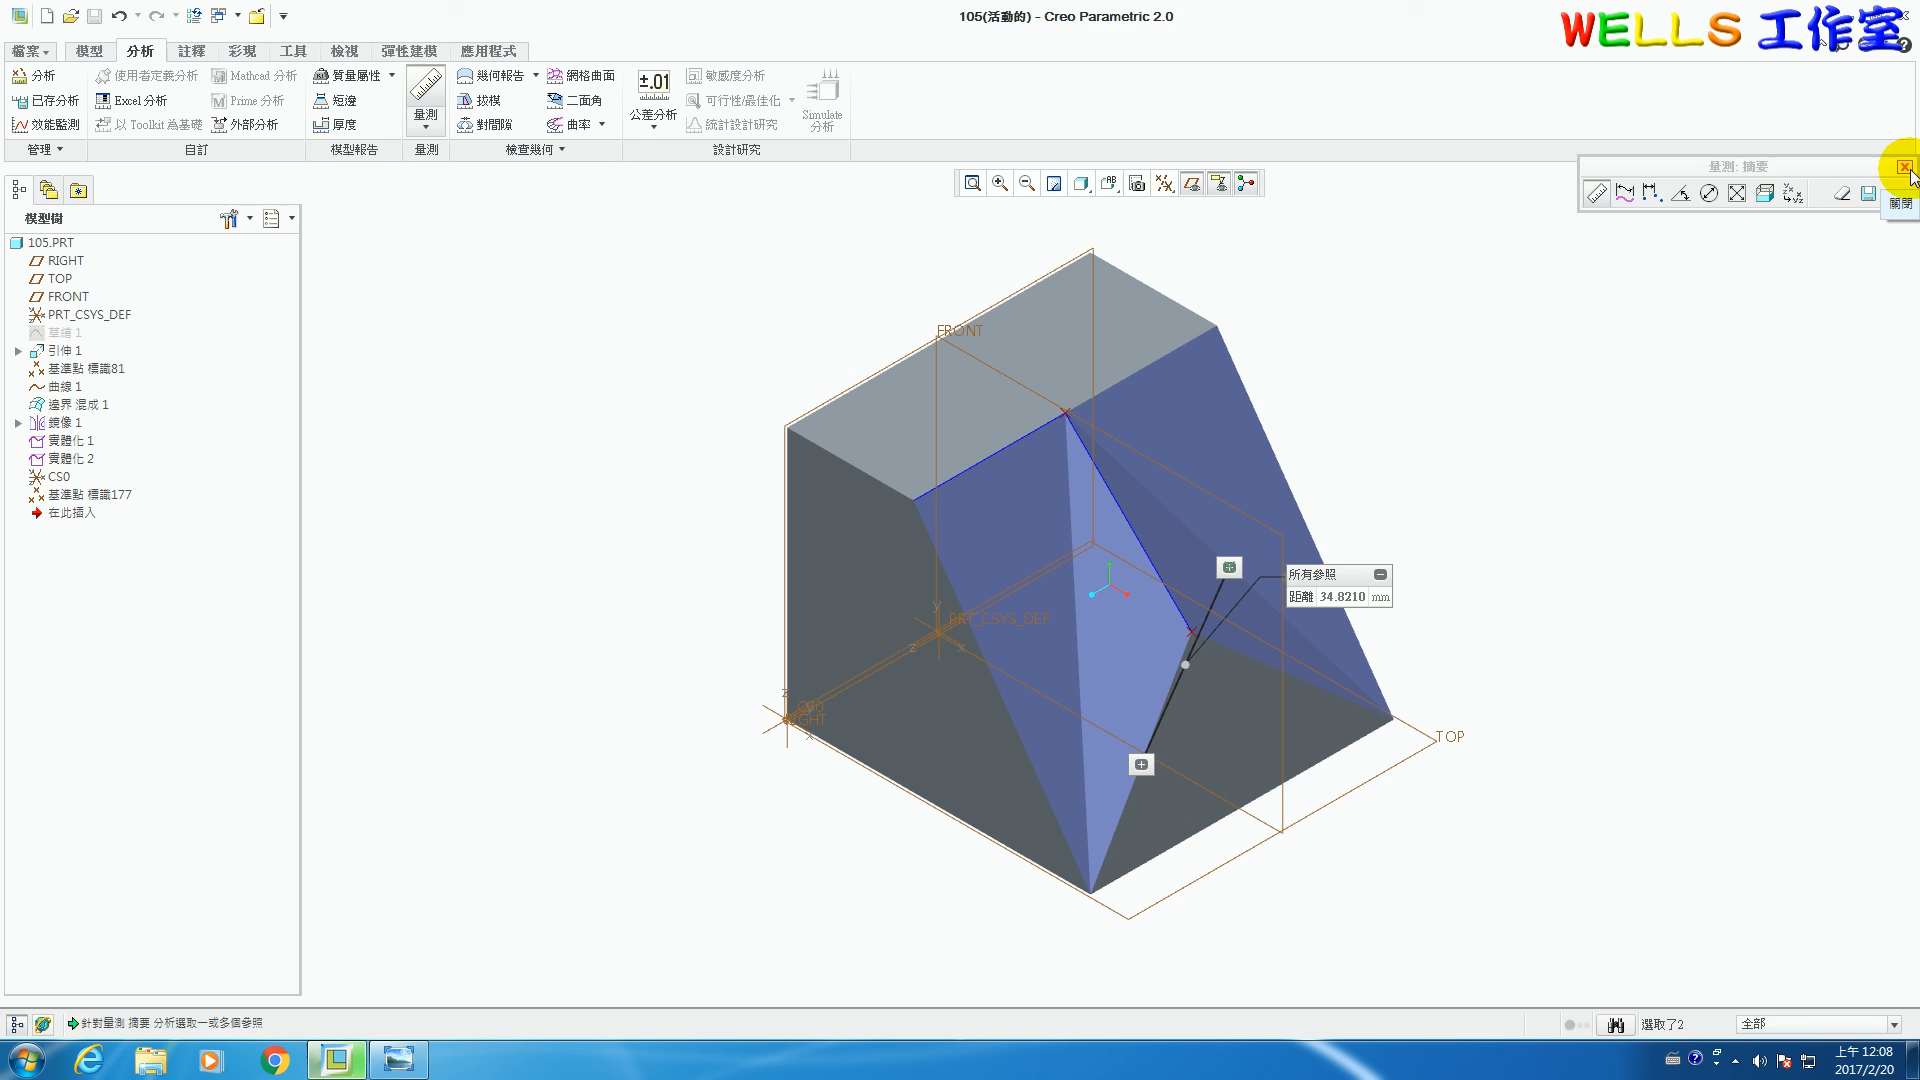 105(活動的) - Creo Parametric 2.0
WELLS 工作室
檔案
模型
分析
註釋
彩現
工具
檢視
彈性建模
應用程式
分析
使用者定義分析
Mathcad 分析
質量屬性
幾何報告
網格曲面
敏感度分析
已存分析
Excel 分析
Prime 分析
短邊
拔模
二面角
可行性/最佳化
效能監測
以 Toolkit 為基礎
外部分析
厚度
對間隙
曲率
統計設計研究
量測
±.01
公差分析
Simulate
分析
管理
自訂
模型報告
量測
檢查幾何
設計研究
量測: 摘要
關閉
模型樹
105.PRT
RIGHT
TOP
FRONT
PRT_CSYS_DEF
草繪 1
引伸 1
基準點 標識81
曲線 1
邊界 混成 1
鏡像 1
實體化 1
實體化 2
CS0
基準點 標識177
在此插入
FRONT
所有參照
距離 34.8210 mm
y
PRT_CSYS_DEF
z
x
z
x
TOP
針對量測 摘要 分析選取一或多個參照
選取了2
全部
上午 12:08
2017/2/20